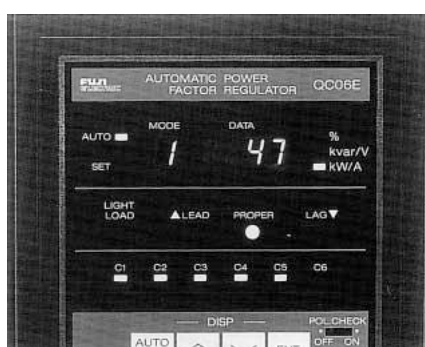 FUJI AUTOMATIC POWER
ELECTRIC FACTOR REGULATOR QC06E
MODE DATA
AUTO %
1 47 kvar/V
SET kW/A
LIGHT
LOAD ▲LEAD PROPER LAG▼
C1 C2 C3 C4 C5 C6
DISP POL.CHECK
AUTO OFF ON